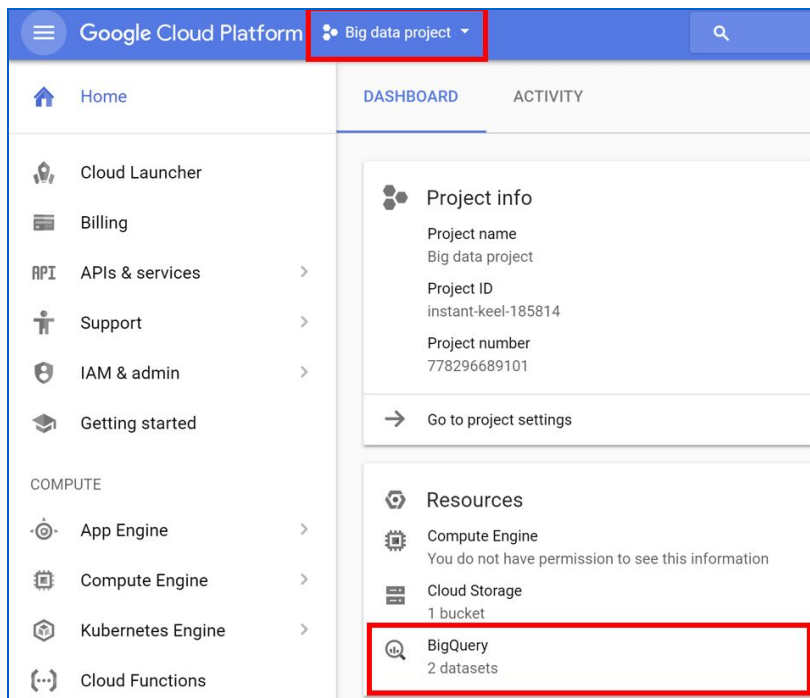 Google Cloud Platform
Big data project
Home
Cloud Launcher
Billing
API
APIs & services
Support
IAM & admin
Getting started
COMPUTE
App Engine
Compute Engine
Kubernetes Engine
Cloud Functions
DASHBOARD
ACTIVITY
Project info
Project name
Big data project
Project ID
instant-keel-185814
Project number
778296689101
Go to project settings
Resources
Compute Engine
You do not have permission to see this information
Cloud Storage
1 bucket
BigQuery
2 datasets